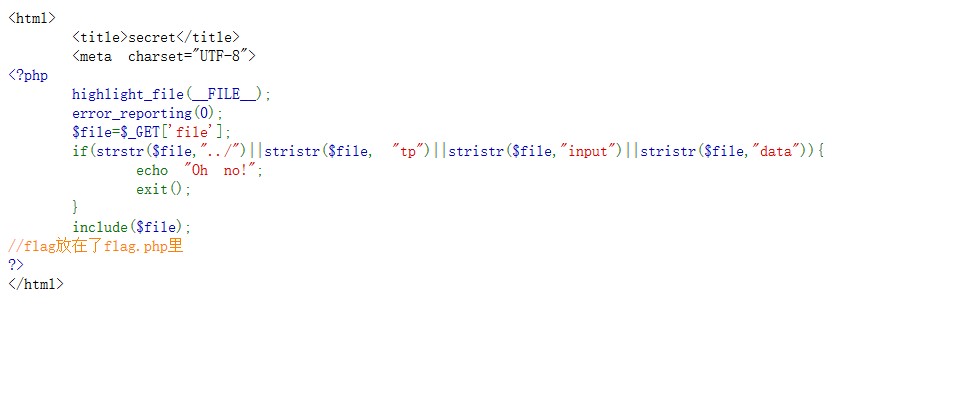 <html>
<title>secret</title>
<meta charset="UTF-8">
<?php
highlight_file(__FILE__);
error_reporting(0);
$file=$_GET['file'];
if(strstr($file,"../")||stristr($file, "tp")||stristr($file,"input")||stristr($file,"data")){
echo "Oh no!";
exit();
}
include($file);
//flag放在了flag.php里
?>
</html>